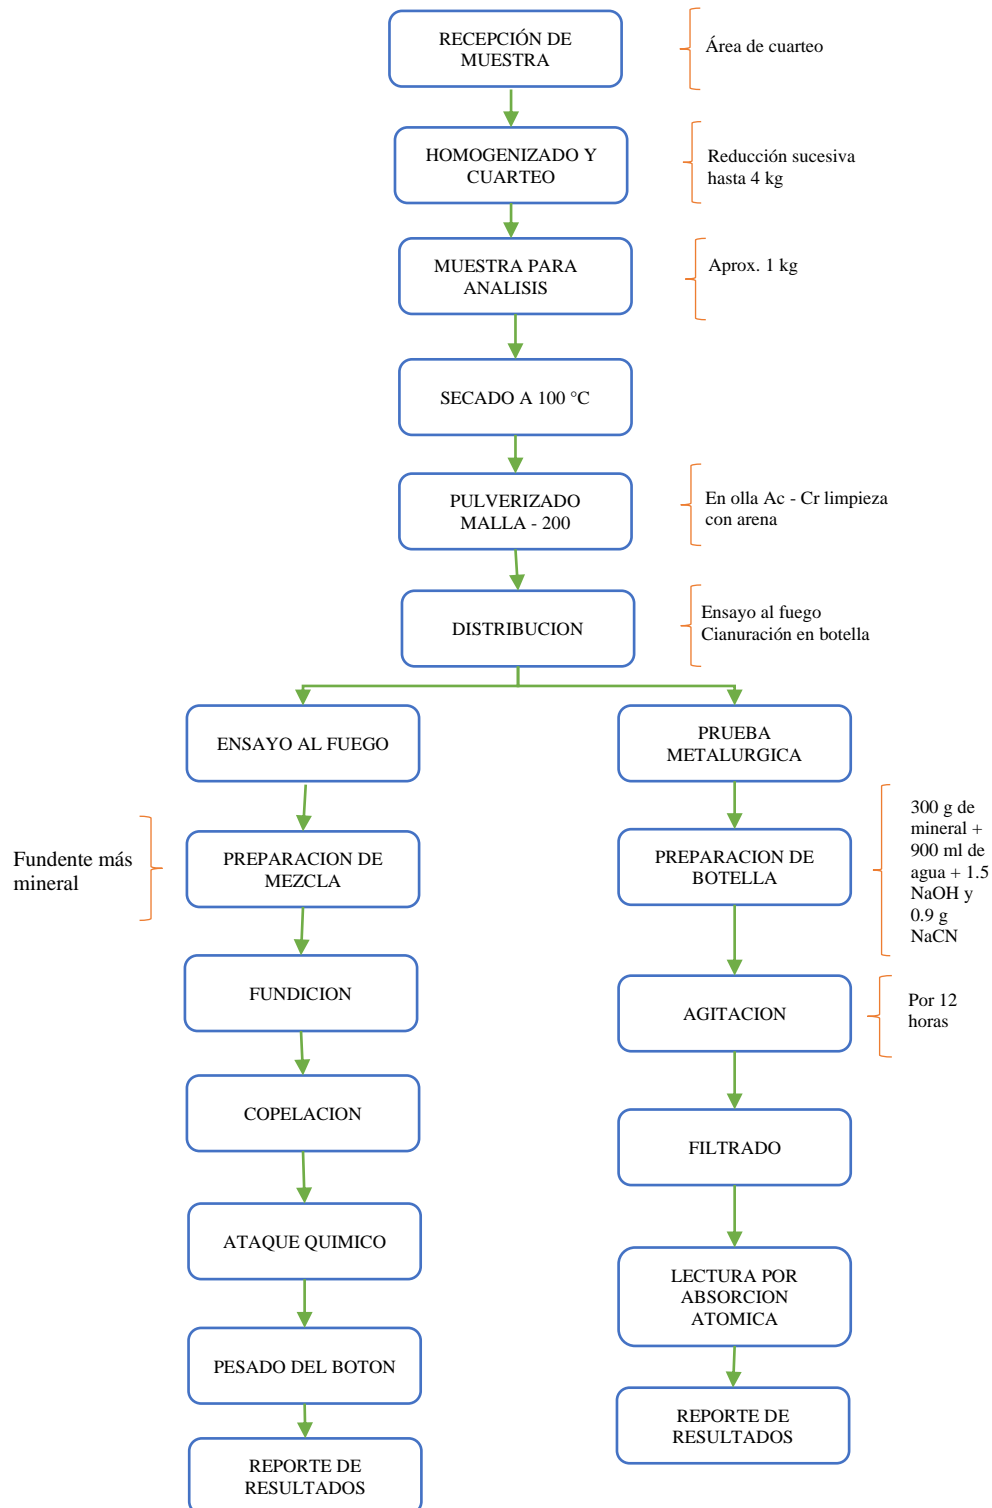 RECEPCIÓN DE
MUESTRA
Área de cuarteo
HOMOGENIZADO Y
CUARTEO
Reducción sucesiva
hasta 4 kg
MUESTRA PARA
ANALISIS
Aprox. 1 kg
SECADO A 100 °C
PULVERIZADO
MALLA - 200
En olla Ac - Cr limpieza
con arena
DISTRIBUCION
Ensayo al fuego
Cianuración en botella
ENSAYO AL FUEGO
PRUEBA
METALURGICA
Fundente más
mineral
PREPARACION DE
MEZCLA
PREPARACION DE
BOTELLA
300 g de
mineral +
900 ml de
agua + 1.5
NaOH y
0.9 g
NaCN
FUNDICION
AGITACION
Por 12
horas
COPELACION
FILTRADO
ATAQUE QUIMICO
LECTURA POR
ABSORCION
ATOMICA
PESADO DEL BOTON
REPORTE DE
RESULTADOS
REPORTE DE
RESULTADOS